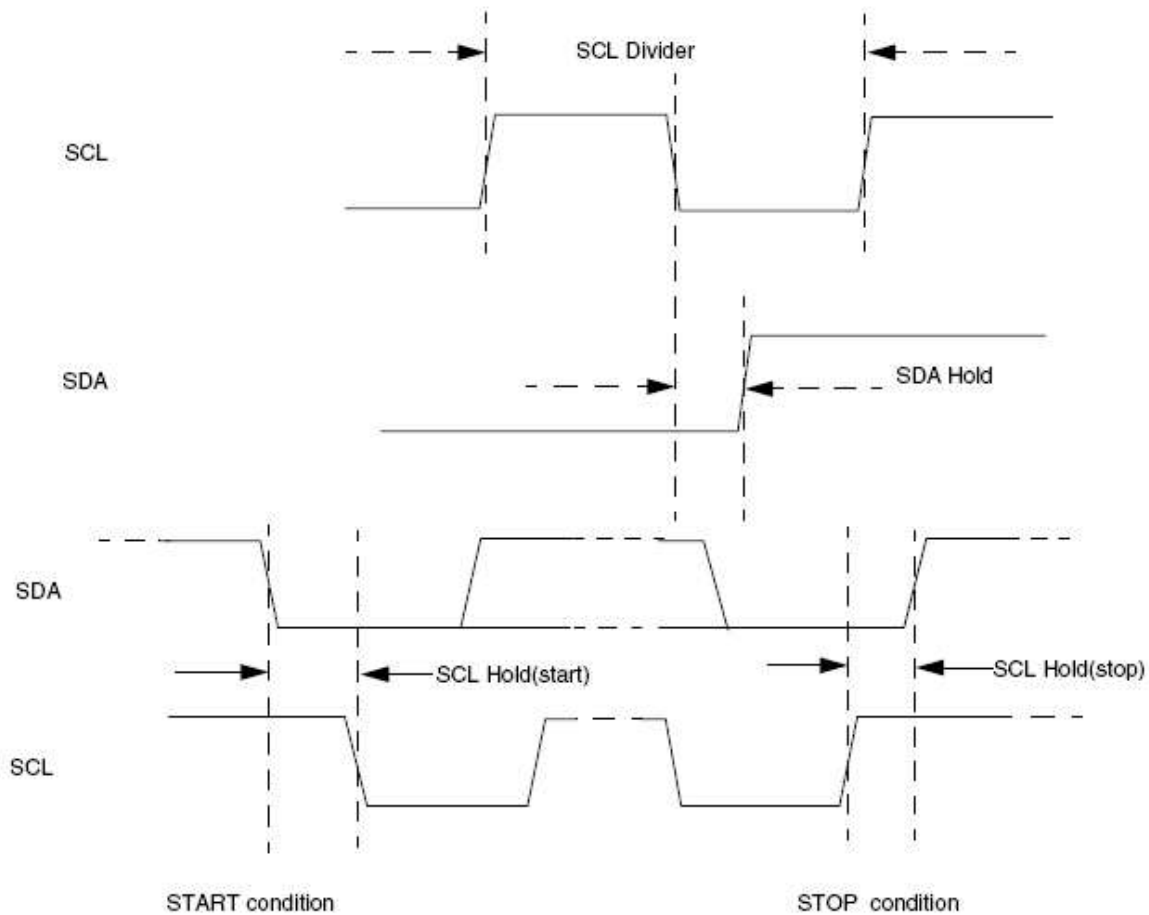 SCL Divider
SCL
SDA
SDA Hold
SDA
SCL Hold(start)
SCL Hold(stop)
SCL
START condition
STOP condition